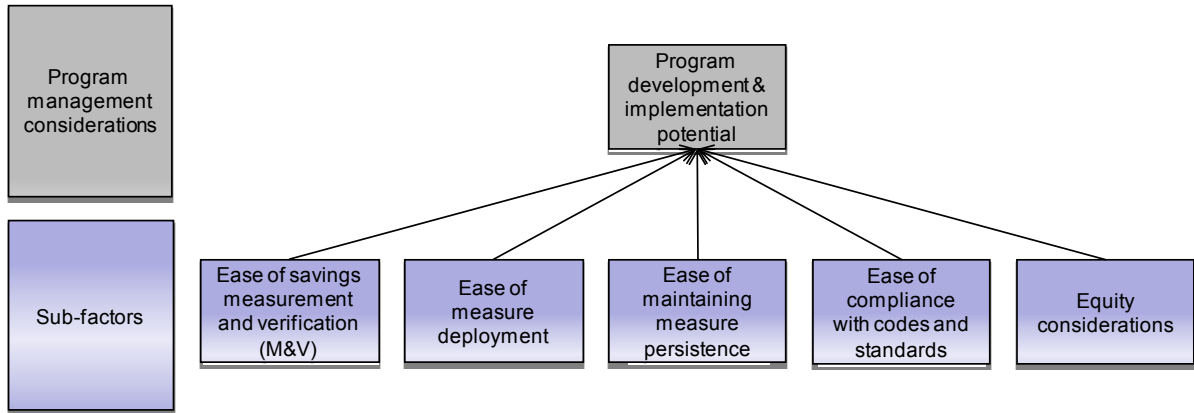 Program
management
considerations
Program
development &
implementation
potential
Sub-factors
Ease of savings
measurement
and verification
(M&V)
Ease of
measure
deployment
Ease of
maintaining
measure
persistence
Ease of
compliance
with codes and
standards
Equity
considerations